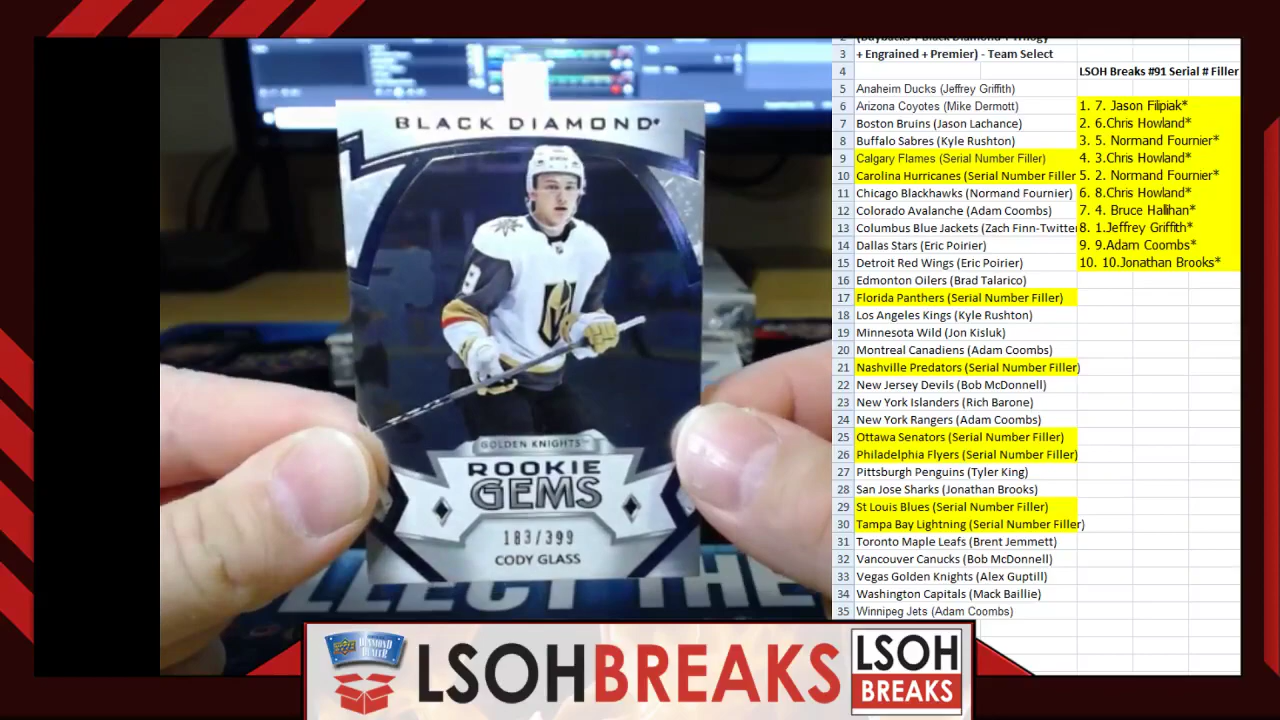 BLACK DIAMOND
GOLDEN KNIGHTS
ROOKIE
GEMS
183/399
CODY GLASS
LLECT THE
3 + Engrained + Premier) - Team Select
4 LSOH Breaks #91 Serial # Filler
5 Anaheim Ducks (Jeffrey Griffith)
6 Arizona Coyotes (Mike Dermott) 1. 7. Jason Filipiak*
7 Boston Bruins (Jason Lachance) 2. 6.Chris Howland*
8 Buffalo Sabres (Kyle Rushton) 3. 5. Normand Fournier*
9 Calgary Flames (Serial Number Filler) 4. 3.Chris Howland*
10 Carolina Hurricanes (Serial Number Filler 5. 2. Normand Fournier*
11 Chicago Blackhawks (Normand Fournier) 6. 8.Chris Howland*
12 Colorado Avalanche (Adam Coombs) 7. 4. Bruce Hallihan*
13 Columbus Blue Jackets (Zach Finn-Twitte 8. 1.Jeffrey Griffith*
14 Dallas Stars (Eric Poirier) 9. 9.Adam Coombs*
15 Detroit Red Wings (Eric Poirier) 10. 10.Jonathan Brooks*
16 Edmonton Oilers (Brad Talarico)
17 Florida Panthers (Serial Number Filler)
18 Los Angeles Kings (Kyle Rushton)
19 Minnesota Wild (Jon Kisluk)
20 Montreal Canadiens (Adam Coombs)
21 Nashville Predators (Serial Number Filler)
22 New Jersey Devils (Bob McDonnell)
23 New York Islanders (Rich Barone)
24 New York Rangers (Adam Coombs)
25 Ottawa Senators (Serial Number Filler)
26 Philadelphia Flyers (Serial Number Filler)
27 Pittsburgh Penguins (Tyler King)
28 San Jose Sharks (Jonathan Brooks)
29 St Louis Blues (Serial Number Filler)
30 Tampa Bay Lightning (Serial Number Filler)
31 Toronto Maple Leafs (Brent Jemmett)
32 Vancouver Canucks (Bob McDonnell)
33 Vegas Golden Knights (Alex Guptill)
34 Washington Capitals (Mack Baillie)
35 Winnipeg Jets (Adam Coombs)
LSOHBREAKS
LSOH
BREAKS